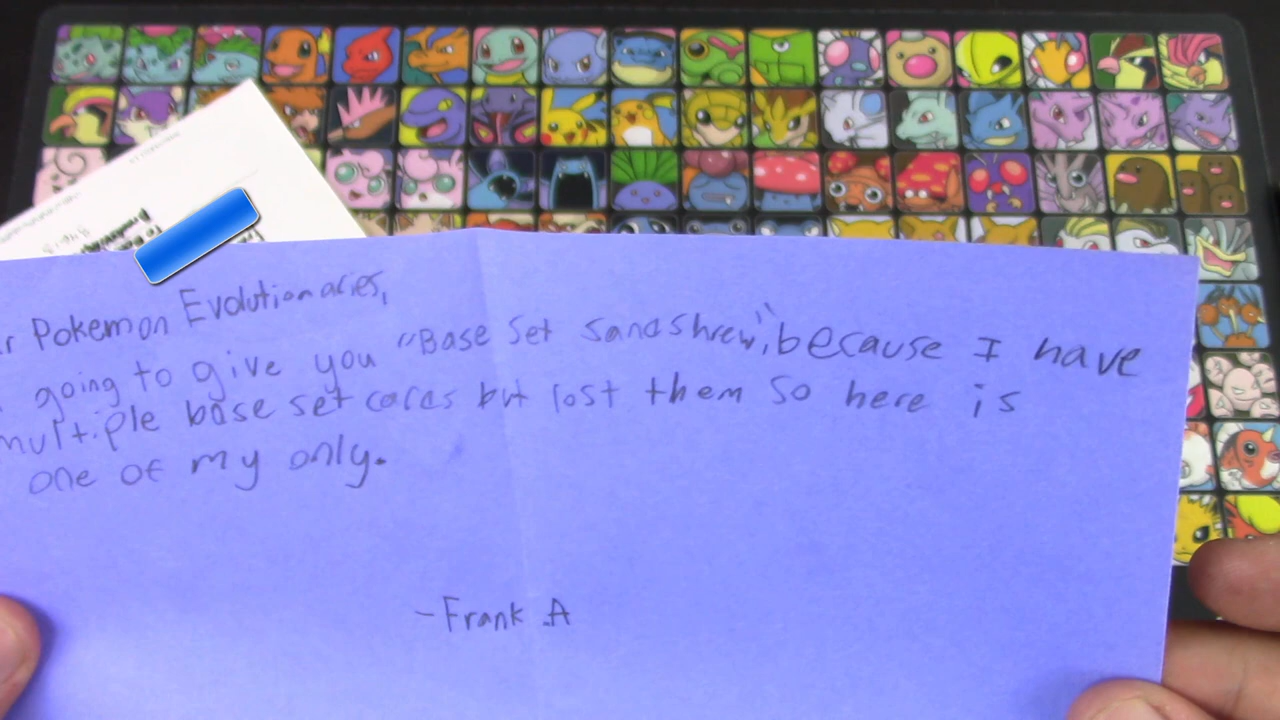 r Pokemon Evolutionaries,
going to give you "Base Set Sandshrew", because I have
multiple base set cards but lost them so here is
one of my only.
-Frank A